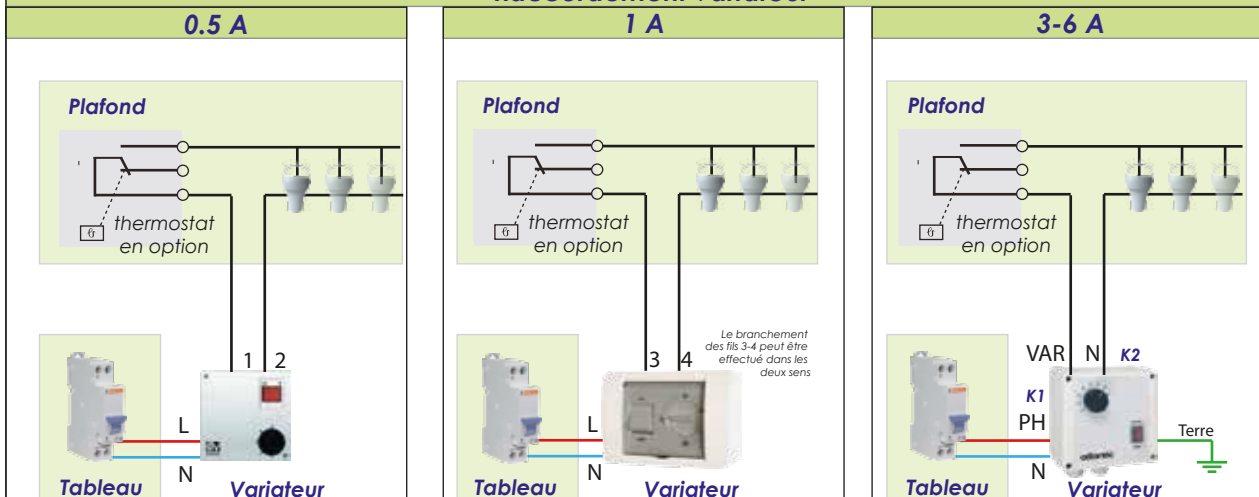 0.5 A
Plafond
thermostat
en option
1 2
L
N
Tableau
Variateur
1 A
Plafond
thermostat
en option
Le branchement
des fils 3-4 peut être
effectué dans les
deux sens
3 4
L
N
Tableau
Variateur
3-6 A
Plafond
thermostat
en option
VAR N K2
K1
PH
Terre
N
Tableau
Variateur